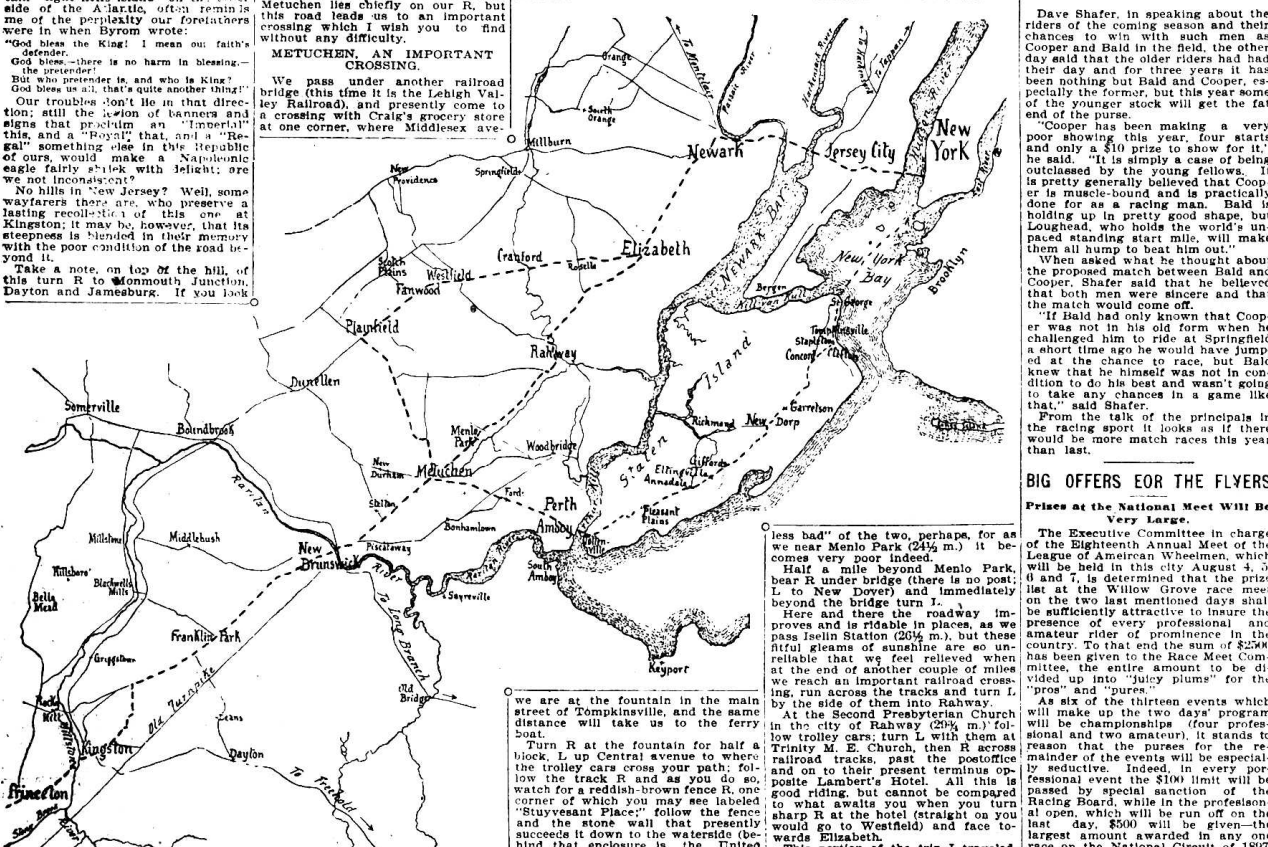 side of the Atlantic, often reminds
me of the perplexity our forefathers
were in when Byrom wrote:
"God bless the King! I mean our faith's
defender.
God bless,—there is no harm in blessing,—
the pretender!
But who pretender is, and who is King?
God bless us all, that's quite another thing!"
Our troubles don't lie in that direc-
tion; still the legion of banners and
signs that proclaim an "Imperial"
this, and a "Royal" that, and a "Re-
gal" something else in this Republic
of ours, would make a Napoleonic
eagle fairly shriek with delight; are
we not inconsistent?
No hills in New Jersey? Well, some
wayfarers there are, who preserve a
lasting recollection of this one at
Kingston; it may be, however, that its
steepness is blended in their memory
with the poor condition of the road be-
yond it.
Take a note, on top of the hill, of
this turn R to Monmouth Junction,
Dayton and Jamesburg. If you look
Metuchen lies chiefly on our R, but
this road leads us to an important
crossing which I wish you to find
without any difficulty.
METUCHEN, AN IMPORTANT
CROSSING.
We pass under another railroad
bridge (this time it is the Lehigh Val-
ley Railroad), and presently come to
a crossing with Craig's grocery store
at one corner, where Middlesex ave-
Orange
South
Orange
To Montclair
Passaic River
Hackensack River
To Hackensack
To Tappan
Hudson River
New
York
East River
Millburn
Newark
Jersey City
New
Providence
Springfield
Elizabeth
NEWARK BAY
New York
Bay
Brooklyn
Scotch
Plains
Westfield
Cranford
Roselle
Fanwood
Bergen
Kill von Kull
St George
Plainfield
Tompkinsville
Stapleton
Concord
Clifton
Rahway
Dunellen
Staten Island
Somerville
Boundbrook
Garretson
Richmond
New Dorp
Coney Island
Menlo
Park
Woodbridge
Giffords
Eltingville
Annadale
New
Durham
Metuchen
Raritan
Stelton
Ford
Perth
Amboy
Pleasant
Plains
Bonhamtown
Millstone
Middlebush
New
Brunswick
Piscataway
River
Raritan River
South
Amboy
Hillsboro
Blackwells
Mills
Belle
Mead
Sayreville
To Long Branch
Franklin Park
Griggstown
Keyport
Old Turnpike
Old
Bridge
Rocky
Hill
Deans
Kingston
Dayton
To Freehold
Princeton
Stony Brook
we are at the fountain in the main
street of Tompkinsville, and the same
distance will take us to the ferry
boat.
Turn R at the fountain for half a
block, L up Central avenue to where
the trolley cars cross your path; fol-
low the track R and as you do so,
watch for a reddish-brown fence R, one
corner of which you may see labeled
"Stuyvesant Place;" follow the fence
and the stone wall that presently
succeeds it down to the waterside (be-
hind that enclosure is the United
less bad" of the two, perhaps, for as
we near Menlo Park (24½ m.) it be-
comes very poor indeed.
Half a mile beyond Menlo Park,
bear R under bridge (there is no post;
L to New Dover) and immediately
beyond the bridge turn L.
Here and there the roadway im-
proves and is ridable in places, as we
pass Iselin Station (26½ m.), but these
fitful gleams of sunshine are so un-
reliable that we feel relieved when
at the end of another couple of miles
we reach an important railroad cross-
ing, run across the tracks and turn L
by the side of them into Rahway.
At the Second Presbyterian Church
in the city of Rahway (29¾ m.) fol-
low trolley cars; turn L with them at
Trinity M. E. Church, then R across
railroad tracks, past the postoffice
and on to their present terminus op-
posite Lambert's Hotel. All this is
good riding, but cannot be compared
to what awaits you when you turn
sharp R at the hotel (straight on you
would go to Westfield) and face to-
wards Elizabeth.
Dave Shafer, in speaking about the
riders of the coming season and their
chances to win with such men as
Cooper and Bald in the field, the other
day said that the older riders had had
their day and for three years it has
been nothing but Bald and Cooper, es-
pecially the former, but this year some
of the younger stock will get the fat
end of the purse.
"Cooper has been making a very
poor showing this year, four starts
and only a $10 prize to show for it,"
he said. "It is simply a case of being
outclassed by the young fellows. It
is pretty generally believed that Coop-
er is muscle-bound and is practically
done for as a racing man. Bald is
holding up in pretty good shape, but
Loughead, who holds the world's un-
paced standing start mile, will make
them all hump to beat him out."
When asked what he thought about
the proposed match between Bald and
Cooper, Shafer said that he believed
that both men were sincere and that
the match would come off.
"If Bald had only known that Coop-
er was not in his old form when he
challenged him to ride at Springfield
a short time ago he would have jump-
ed at the chance to race, but Bald
knew that he himself was not in con-
dition to do his best and wasn't going
to take any chances in a game like
that," said Shafer.
From the talk of the principals in
the racing sport it looks as if there
would be more match races this year
than last.
BIG OFFERS EOR THE FLYERS
Prizes at the National Meet Will Be
Very Large.
The Executive Committee in charge
of the Eighteenth Annual Meet of the
League of Ameircan Wheelmen, which
will be held in this city August 4, 5
6 and 7, is determined that the prize
list at the Willow Grove race meet
on the two last mentioned days shall
be sufficiently attractive to insure the
presence of every professional and
amateur rider of prominence in the
country. To that end the sum of $2500
has been given to the Race Meet Com-
mittee, the entire amount to be di-
vided up into "juicy plums" for the
"pros" and "pures."
As six of the thirteen events which
will make up the two days' program
will be championships (four profes-
sional and two amateur), it stands to
reason that the purses for the re-
mainder of the events will be especial-
ly seductive. Indeed, in every pro-
fessional event the $100 limit will be
passed by special sanction of the
Racing Board, while in the profession-
al open, which will be run off on the
last day, $500 will be given—the
largest amount awarded in any one
race on the National Circuit of 1897